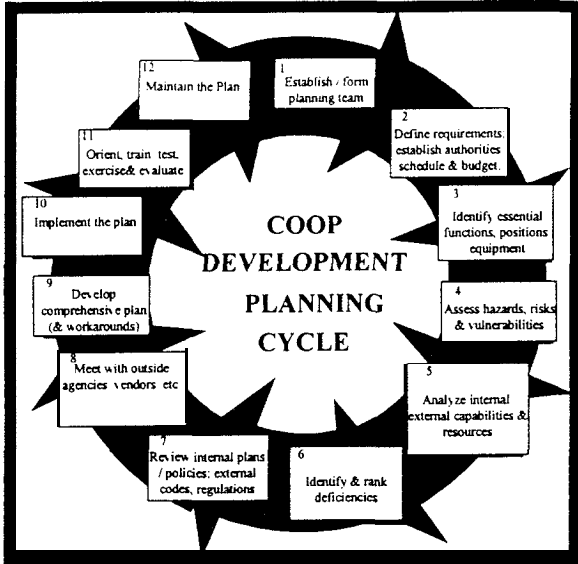 COOP
DEVELOPMENT
PLANNING
CYCLE
1
Establish / form
planning team
2
Define requirements;
establish authorities
schedule & budget.
3
Identify essential
functions, positions
equipment
4
Assess hazards, risks
& vulnerabilities
5
Analyze internal
external capabilities &
resources
6
Identify & rank
deficiencies
7
Review internal plans
/ policies; external
codes, regulations
8
Meet with outside
agencies vendors etc
9
Develop
comprehensive plan
(& workarounds)
10
Implement the plan
11
Orient, train test,
exercise& evaluate
12
Maintain the Plan